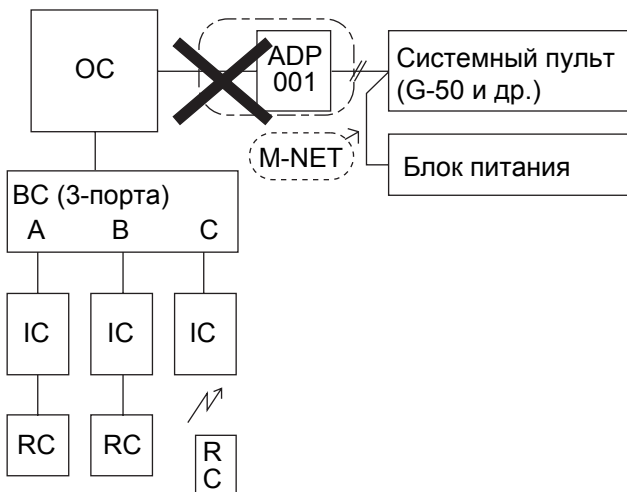 OC
ADP
001
Системный пульт
(G-50 и др.)
M-NET
Блок питания
BC (3-порта)
A B C
IC IC IC
RC RC
R
C